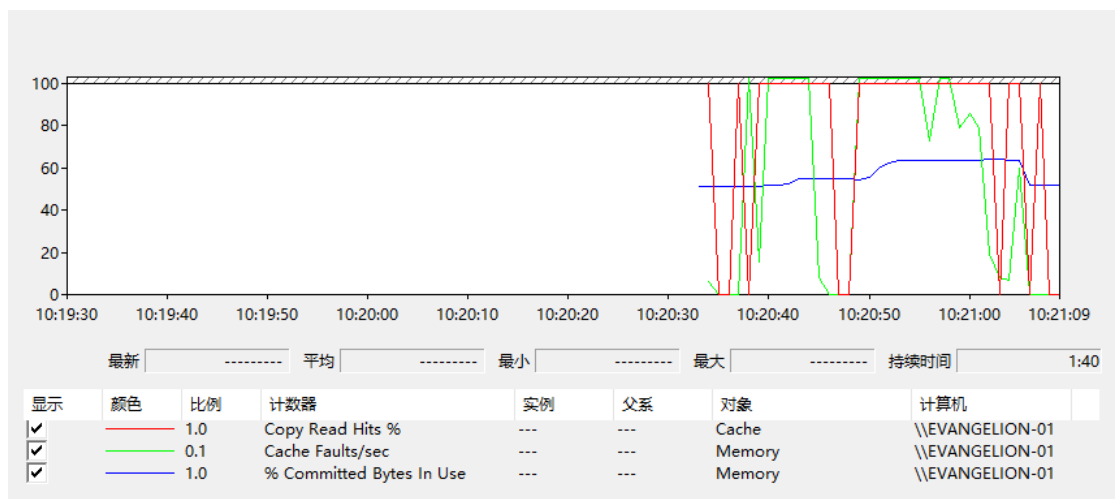 100
80
60
40
20
0
10:19:30 10:19:40 10:19:50 10:20:00 10:20:10 10:20:20 10:20:30 10:20:40 10:20:50 10:21:00 10:21:09
最新 --------- 平均 --------- 最小 --------- 最大 --------- 持续时间 1:40
显示 颜色 比例 计数器 实例 父系 对象 计算机
1.0 Copy Read Hits % --- --- Cache \\EVANGELION-01
0.1 Cache Faults/sec --- --- Memory \\EVANGELION-01
1.0 % Committed Bytes In Use --- --- Memory \\EVANGELION-01